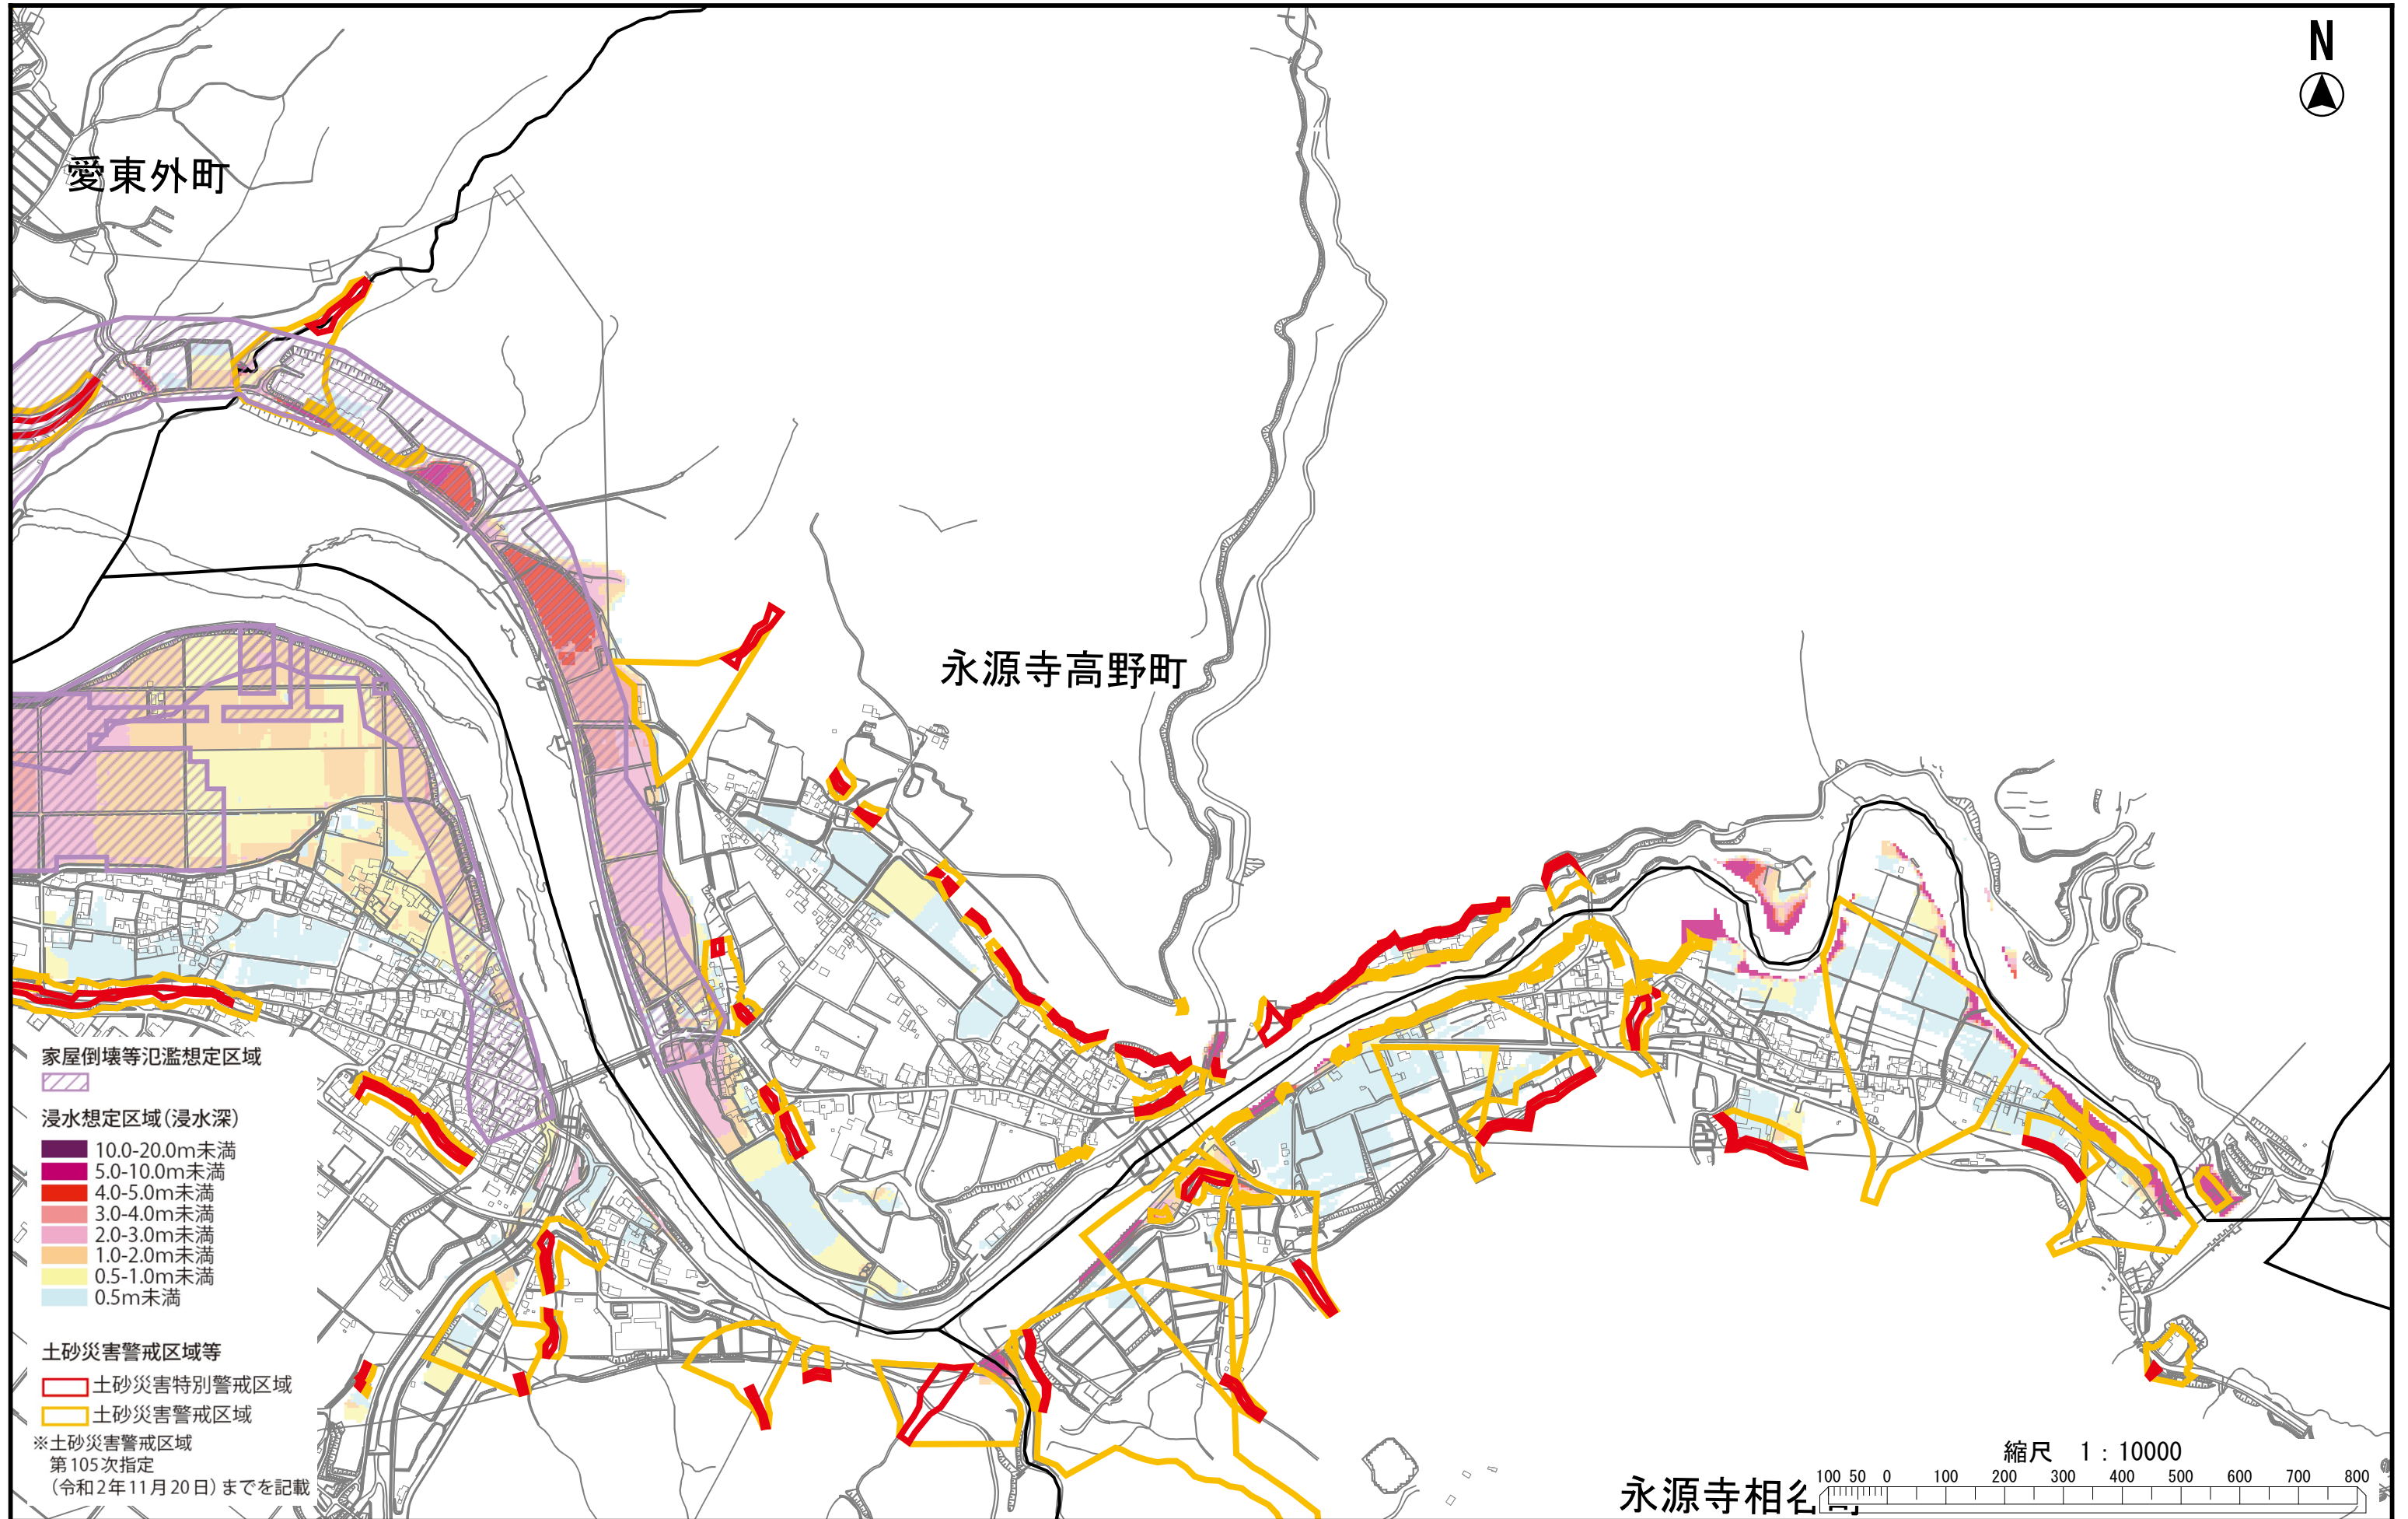 N
愛東外町
永源寺高野町
家屋倒壊等氾濫想定区域
浸水想定区域(浸水深)
10.0-20.0m未満
5.0-10.0m未満
4.0-5.0m未満
3.0-4.0m未満
2.0-3.0m未満
1.0-2.0m未満
0.5-1.0m未満
0.5m未満
土砂災害警戒区域等
土砂災害特別警戒区域
土砂災害警戒区域
※土砂災害警戒区域
第105次指定
(令和2年11月20日)までを記載
縮尺 1:10000
100 50 0 100 200 300 400 500 600 700 800
永源寺相